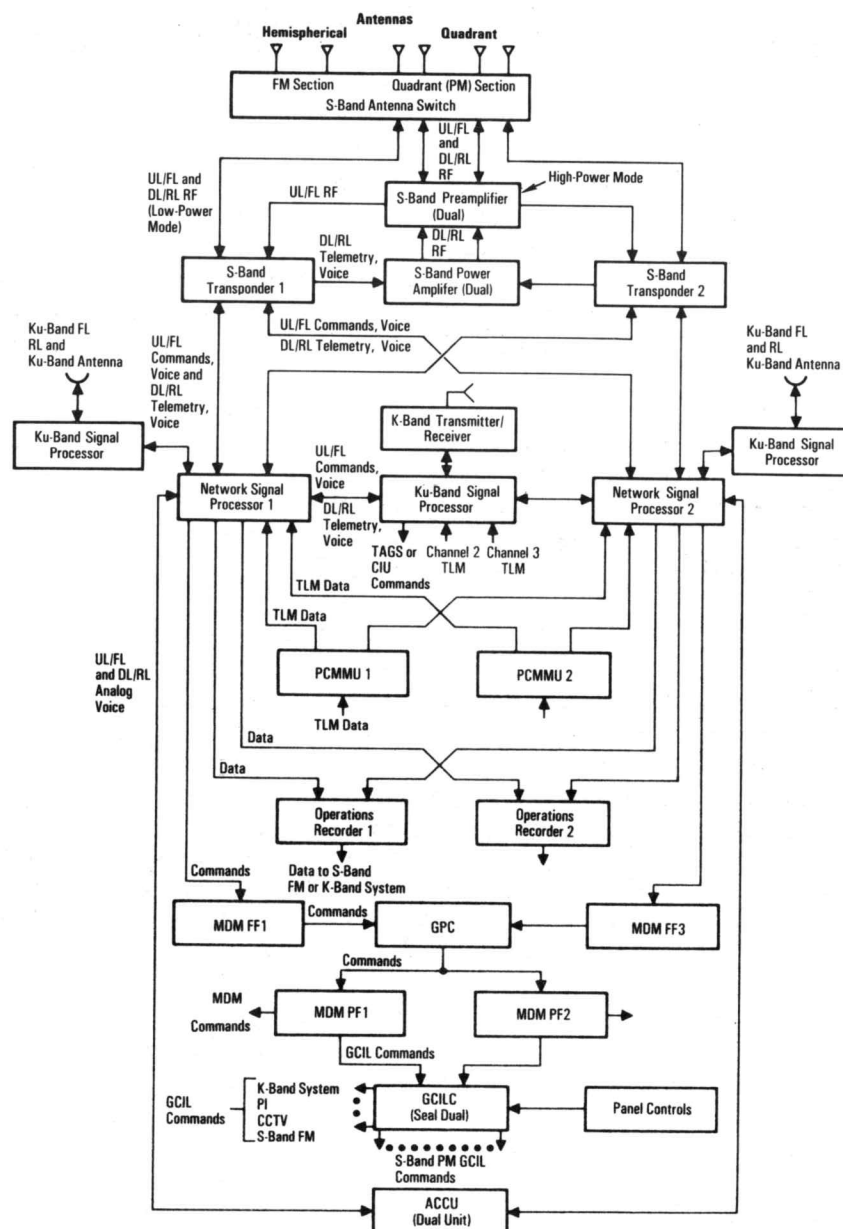 Antennas
Hemispherical
Quadrant
FM Section
Quadrant (PM) Section
S-Band Antenna Switch
UL/FL
and
DL/RL
RF
UL/FL and
DL/RL RF
(Low-Power
Mode)
UL/FL RF
High-Power Mode
S-Band Preamplifier
(Dual)
DL/RL
RF
DL/RL
Telemetry,
Voice
S-Band
Transponder 1
S-Band Power
Amplifer (Dual)
S-Band
Transponder 2
Ku-Band FL
RL and
Ku-Band Antenna
UL/FL
Commands,
Voice and
DL/RL
Telemetry,
Voice
UL/FL Commands, Voice
DL/RL Telemetry, Voice
Ku-Band FL
and RL
Ku-Band Antenna
K-Band Transmitter/
Receiver
Ku-Band Signal
Processor
Ku-Band Signal
Processor
UL/FL
Commands,
Voice
DL/RL
Telemetry,
Voice
Network Signal
Processor 1
Ku-Band Signal
Processor
Network Signal
Processor 2
TAGS or
CIU
Commands
Channel 2
TLM
Channel 3
TLM
TLM Data
TLM Data
UL/FL
and DL/RL
Analog
Voice
PCMMU 1
PCMMU 2
TLM Data
Data
Data
Operations
Recorder 1
Operations
Recorder 2
Data to S-Band
FM or K-Band System
Commands
Commands
MDM FF1
GPC
MDM FF3
Commands
MDM
Commands
MDM PF1
MDM PF2
GCIL Commands
GCIL
Commands
K-Band System
PI
CCTV
S-Band FM
GCILC
(Seal Dual)
Panel Controls
S-Band PM GCIL
Commands
ACCU
(Dual Unit)